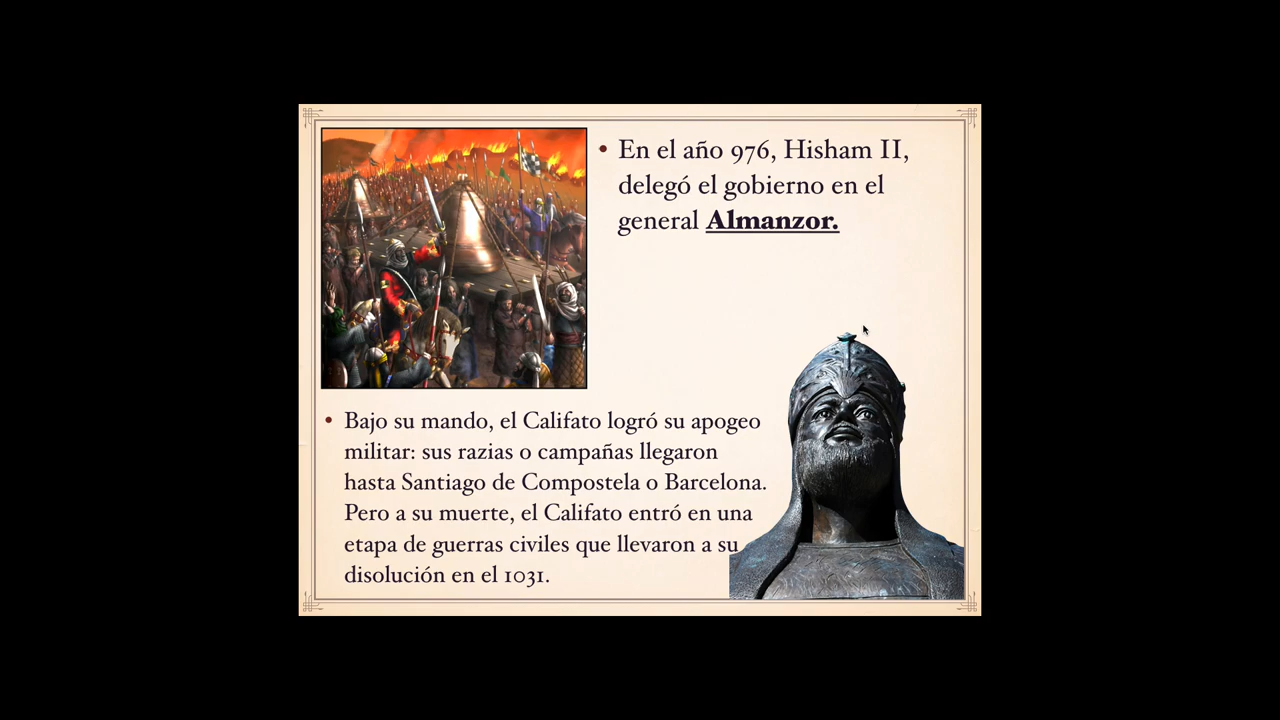 • En el año 976, Hisham II,
delegó el gobierno en el
general Almanzor.
• Bajo su mando, el Califato logró su apogeo
militar: sus razias o campañas llegaron
hasta Santiago de Compostela o Barcelona.
Pero a su muerte, el Califato entró en una
etapa de guerras civiles que llevaron a su
disolución en el 1031.